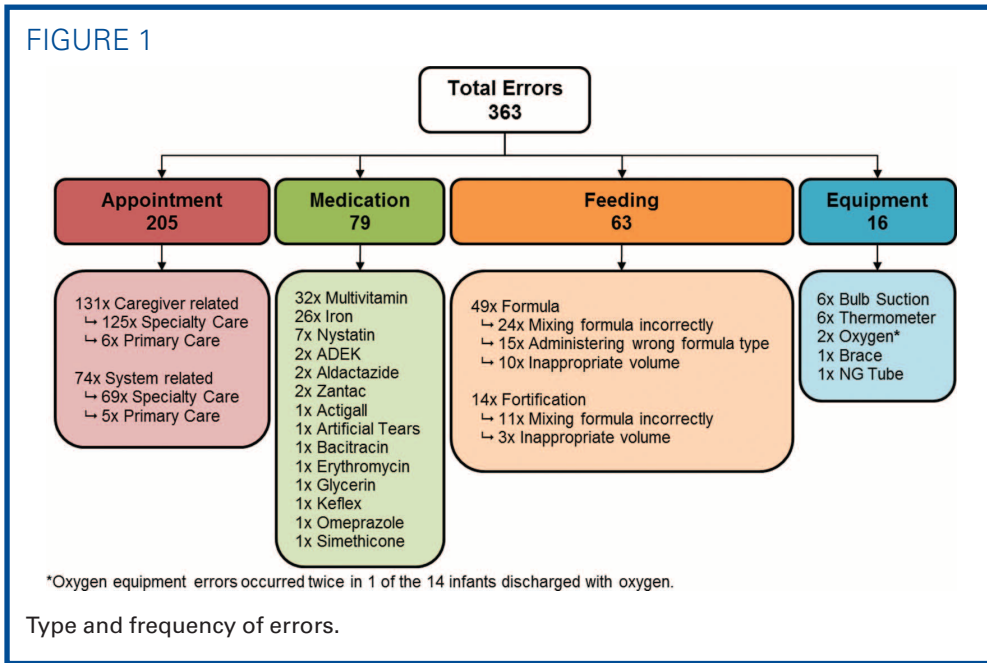 FIGURE 1
Total Errors
363
Appointment
205
131x Caregiver related
↳ 125x Specialty Care
↳ 6x Primary Care
74x System related
↳ 69x Specialty Care
↳ 5x Primary Care
Medication
79
32x Multivitamin
26x Iron
7x Nystatin
2x ADEK
2x Aldactazide
2x Zantac
1x Actigall
1x Artificial Tears
1x Bacitracin
1x Erythromycin
1x Glycerin
1x Keflex
1x Omeprazole
1x Simethicone
Feeding
63
49x Formula
↳ 24x Mixing formula incorrectly
↳ 15x Administering wrong formula type
↳ 10x Inappropriate volume
14x Fortification
↳ 11x Mixing formula incorrectly
↳ 3x Inappropriate volume
Equipment
16
6x Bulb Suction
6x Thermometer
2x Oxygen*
1x Brace
1x NG Tube
*Oxygen equipment errors occurred twice in 1 of the 14 infants discharged with oxygen.
Type and frequency of errors.